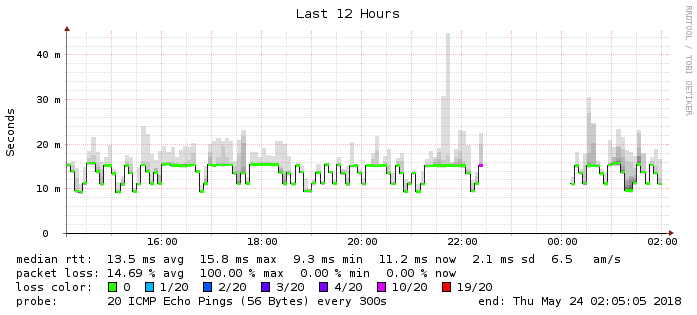 Last 12 Hours
RRDTOOL / TOBI OETIKER
Seconds
40 m
30 m
20 m
10 m
0
16:00 18:00 20:00 22:00 00:00 02:00
median rtt: 13.5 ms avg 15.8 ms max 9.3 ms min 11.2 ms now 2.1 ms sd 6.5 am/s
packet loss: 14.69 % avg 100.00 % max 0.00 % min 0.00 % now
loss color: 0 1/20 2/20 3/20 4/20 10/20 19/20
probe: 20 ICMP Echo Pings (56 Bytes) every 300s end: Thu May 24 02:05:05 2018